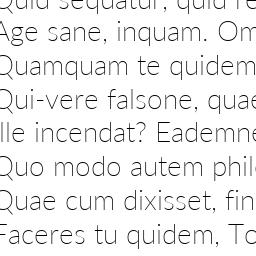 Quid sequatur, quid re
Age sane, inquam. Om
Quamquam te quidem
Qui-vere falsone, quae
Ille incendat? Eademne
Quo modo autem phil
Quae cum dixisset, fin
Faceres tu quidem, To